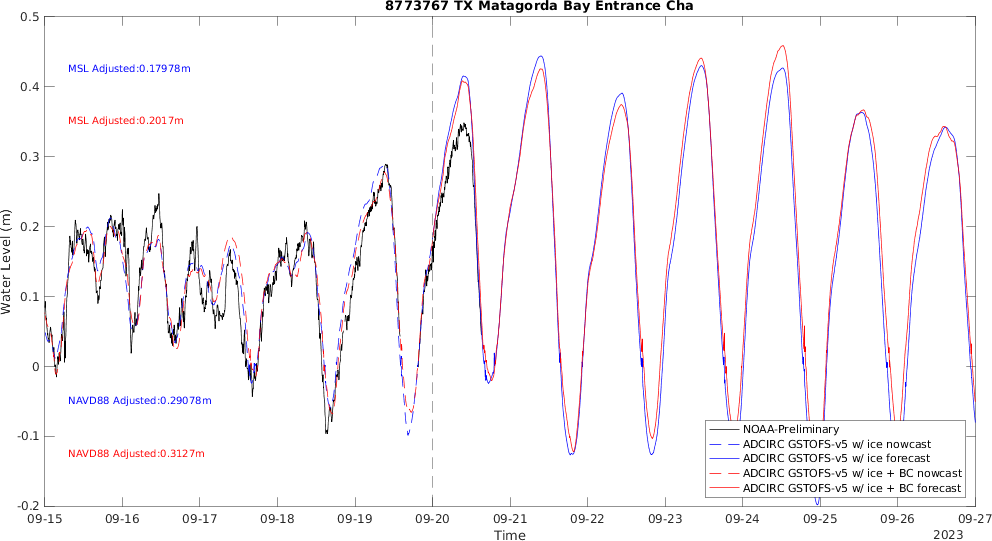 8773767 TX Matagorda Bay Entrance Cha
0.5
0.4
0.3
0.2
0.1
0
-0.1
-0.2
Water Level (m)
MSL Adjusted:0.17978m
MSL Adjusted:0.2017m
NAVD88 Adjusted:0.29078m
NAVD88 Adjusted:0.3127m
NOAA-Preliminary
ADCIRC GSTOFS-v5 w/ ice nowcast
ADCIRC GSTOFS-v5 w/ ice forecast
ADCIRC GSTOFS-v5 w/ ice + BC nowcast
ADCIRC GSTOFS-v5 w/ ice + BC forecast
09-15 09-16 09-17 09-18 09-19 09-20 09-21 09-22 09-23 09-24 09-25 09-26 09-27
Time
2023